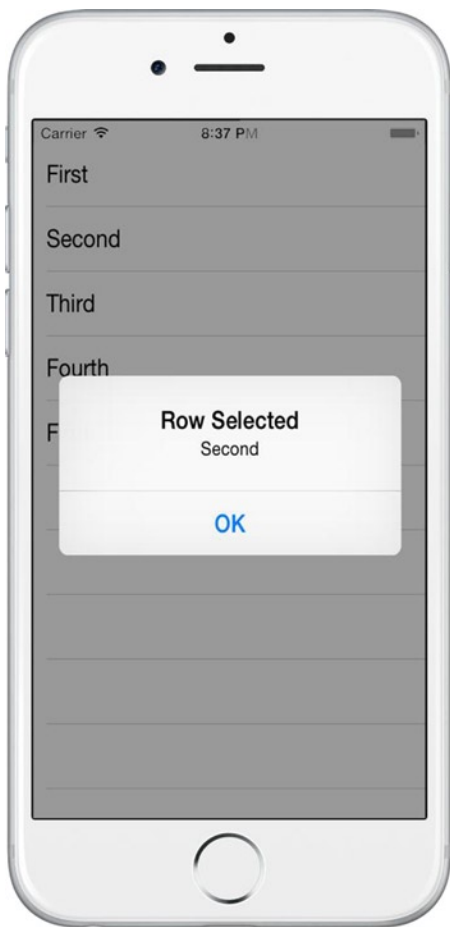 Carrier 8:37 PM
First
Second
Third
Fourth
F
Row Selected
Second
OK